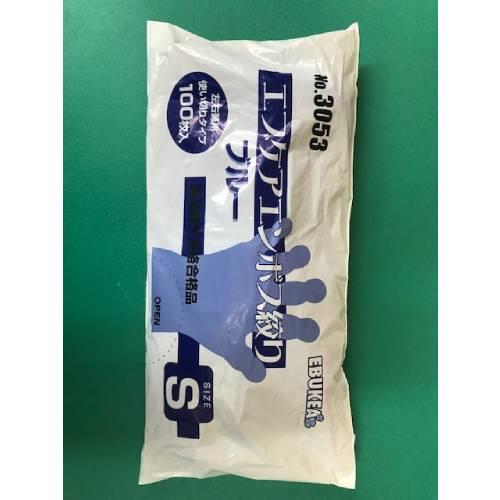 No.3053
エブケアエンボス絞り
ブルー
左右兼用
使い切りタイプ
100枚入
合格品
EBUKEA
OPEN
SIZE
S